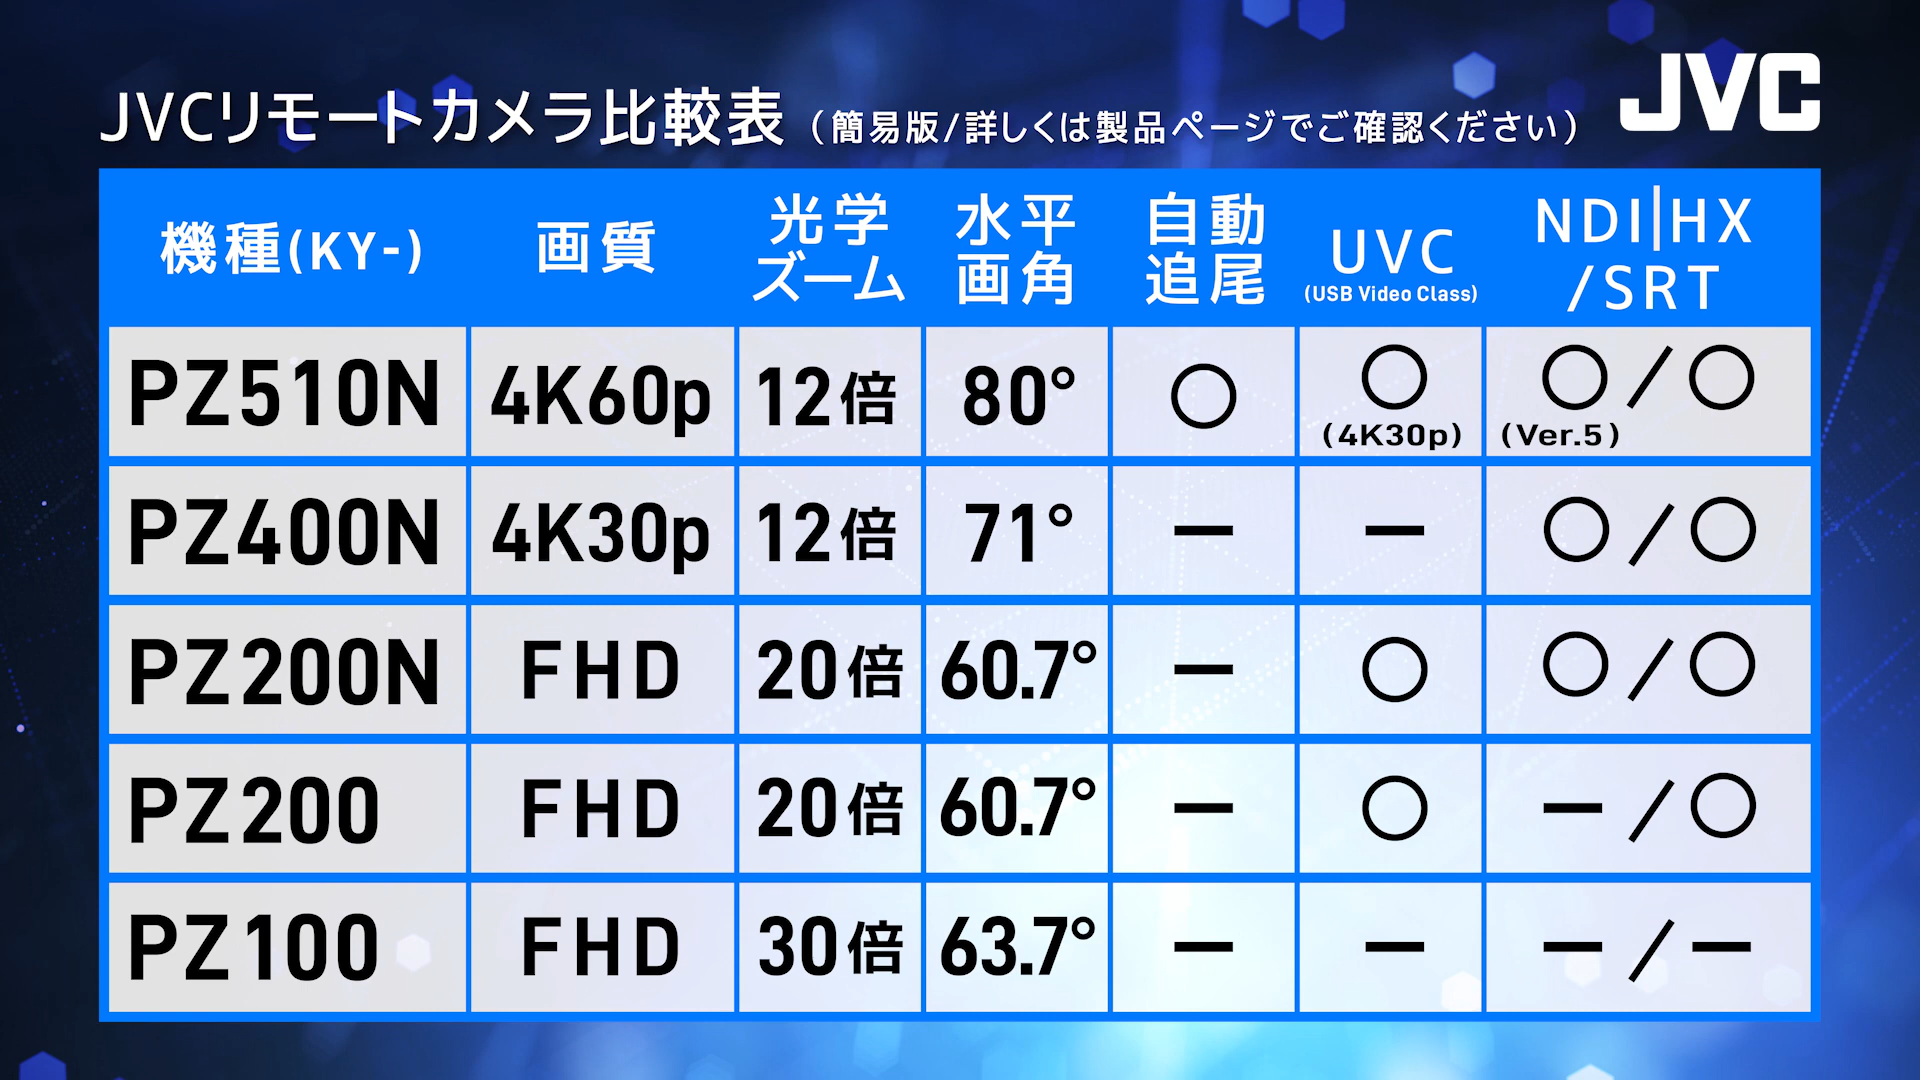 JVCリモートカメラ比較表（簡易版/詳しくは製品ページでご確認ください） JVC
機種(KY-) 画質 光学ズーム 水平画角 自動追尾 UVC (USB Video Class) NDI|HX/SRT
PZ510N 4K60p 12倍 80° ○ ○(4K30p) ○/○ (Ver.5)
PZ400N 4K30p 12倍 71° ー ー ○/○
PZ200N FHD 20倍 60.7° ー ○ ○/○
PZ200 FHD 20倍 60.7° ー ○ ー/○
PZ100 FHD 30倍 63.7° ー ー ー/ー